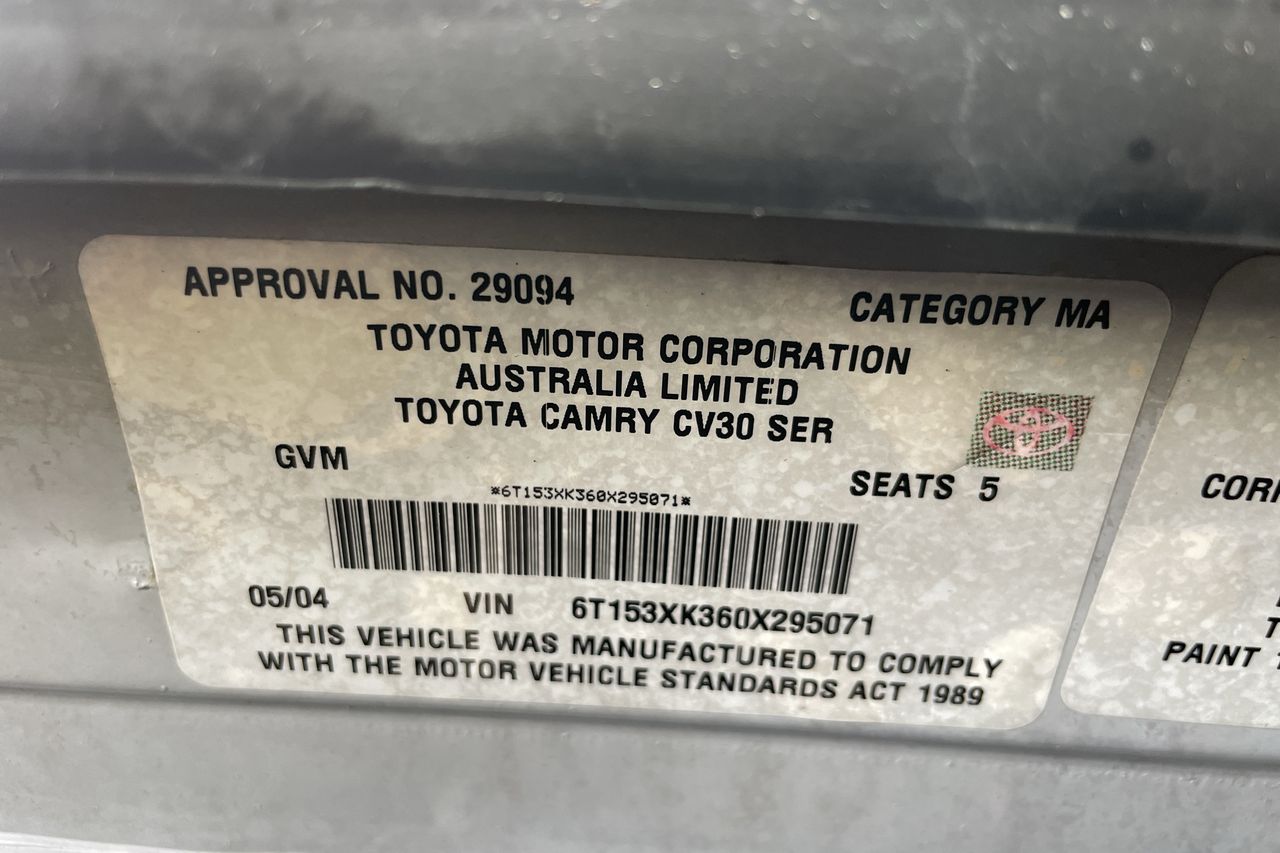 APPROVAL NO. 29094 CATEGORY MA
TOYOTA MOTOR CORPORATION
AUSTRALIA LIMITED
TOYOTA CAMRY CV30 SER
GVM SEATS 5
*6T153XK360X295071*
05/04 VIN 6T153XK360X295071
THIS VEHICLE WAS MANUFACTURED TO COMPLY
WITH THE MOTOR VEHICLE STANDARDS ACT 1989
PAINT